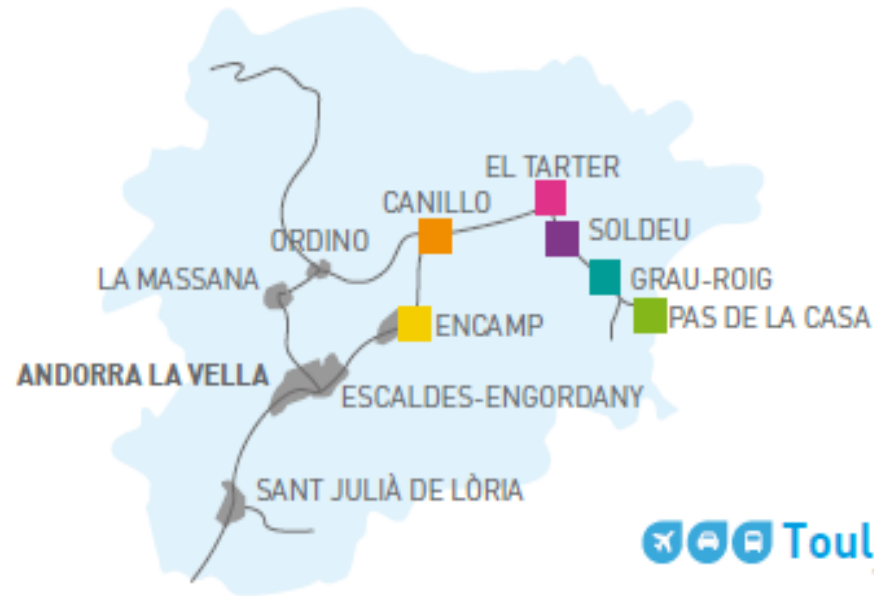 EL TARTER
CANILLO
SOLDEU
ORDINO
LA MASSANA
GRAU-ROIG
PAS DE LA CASA
ENCAMP
ANDORRA LA VELLA
ESCALDES-ENGORDANY
SANT JULIÀ DE LÒRIA
Toul